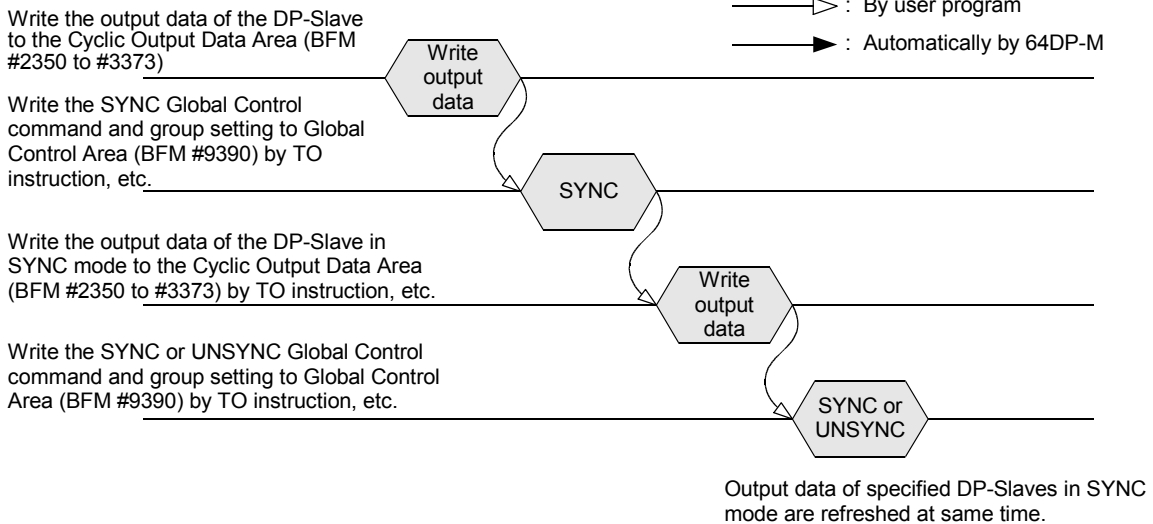 Write the output data of the DP-Slave
to the Cyclic Output Data Area (BFM
#2350 to #3373)
: By user program
: Automatically by 64DP-M
Write
output
data
Write the SYNC Global Control
command and group setting to Global
Control Area (BFM #9390) by TO
instruction, etc.
SYNC
Write the output data of the DP-Slave in
SYNC mode to the Cyclic Output Data Area
(BFM #2350 to #3373) by TO instruction, etc.
Write
output
data
Write the SYNC or UNSYNC Global Control
command and group setting to Global Control
Area (BFM #9390) by TO instruction, etc.
SYNC or
UNSYNC
Output data of specified DP-Slaves in SYNC
mode are refreshed at same time.